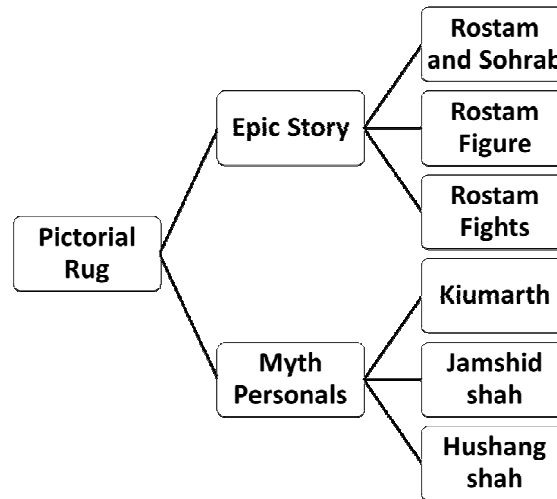 Pictorial
Rug
Epic Story
Rostam
and Sohrab
Rostam
Figure
Rostam
Fights
Myth
Personals
Kiumarth
Jamshid
shah
Hushang
shah